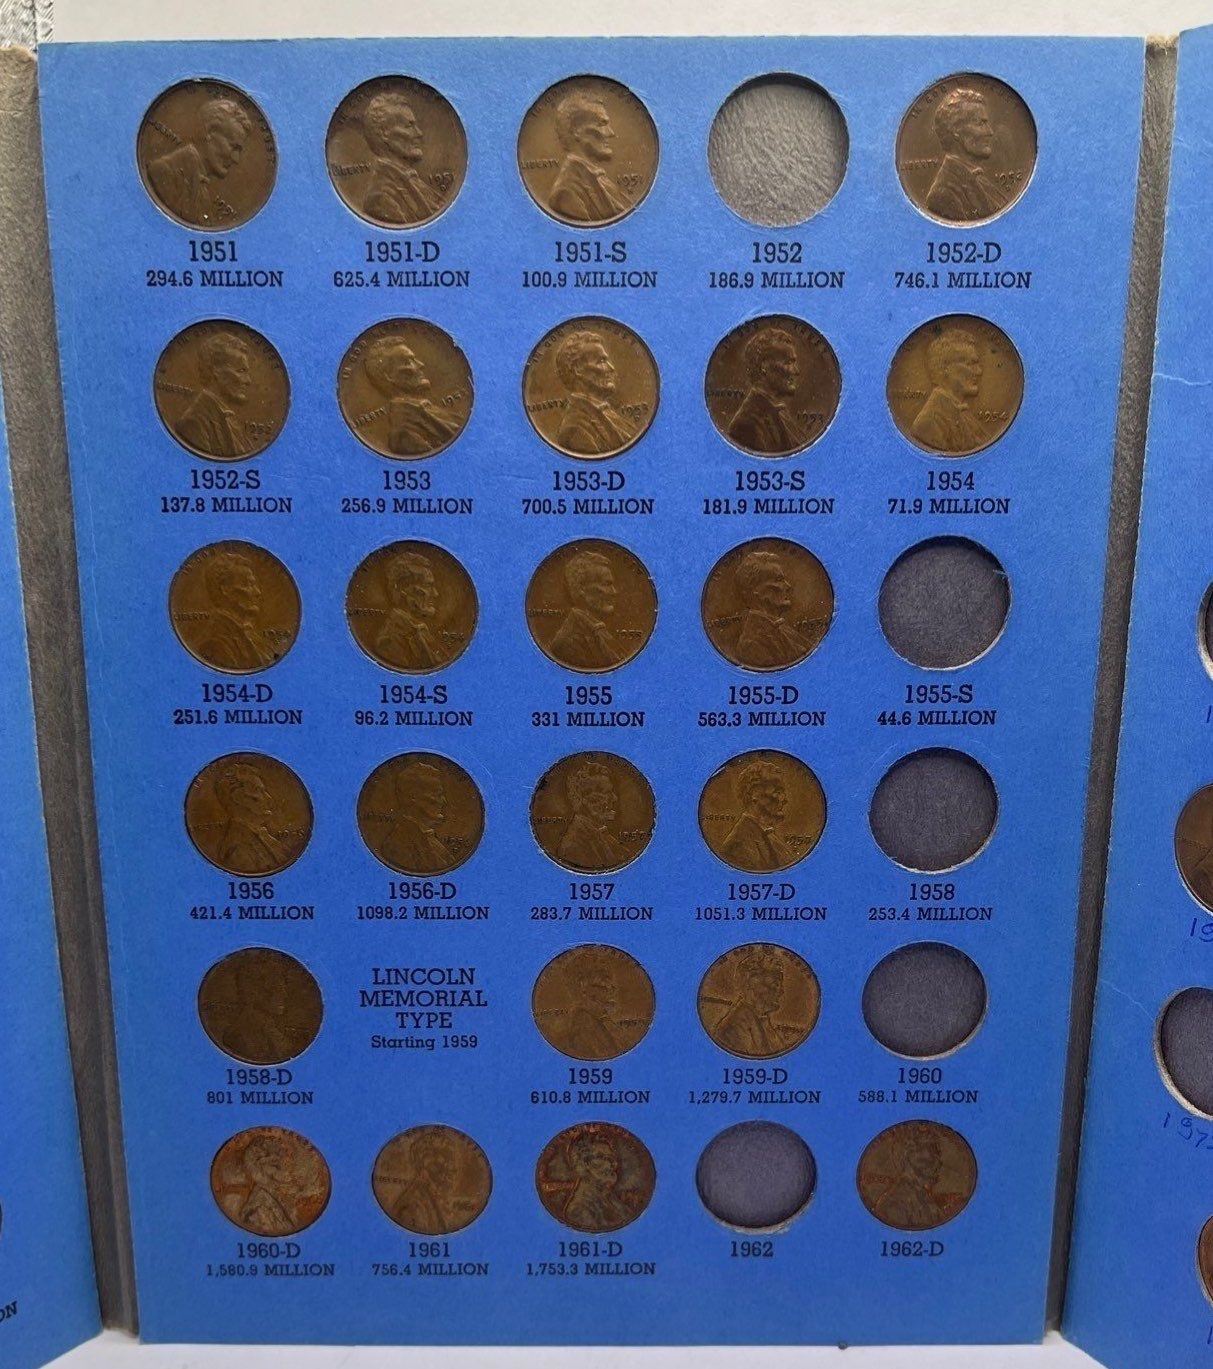 1951 1951-D 1951-S 1952 1952-D
294.6 MILLION 625.4 MILLION 100.9 MILLION 186.9 MILLION 746.1 MILLION
1952-S 1953 1953-D 1953-S 1954
137.8 MILLION 256.9 MILLION 700.5 MILLION 181.9 MILLION 71.9 MILLION
1954-D 1954-S 1955 1955-D 1955-S
251.6 MILLION 96.2 MILLION 331 MILLION 563.3 MILLION 44.6 MILLION
1956 1956-D 1957 1957-D 1958
421.4 MILLION 1098.2 MILLION 283.7 MILLION 1051.3 MILLION 253.4 MILLION
LINCOLN
MEMORIAL
TYPE
Starting 1959
1958-D 1959 1959-D 1960
801 MILLION 610.8 MILLION 1,279.7 MILLION 588.1 MILLION
1960-D 1961 1961-D 1962 1962-D
1,580.9 MILLION 756.4 MILLION 1,753.3 MILLION